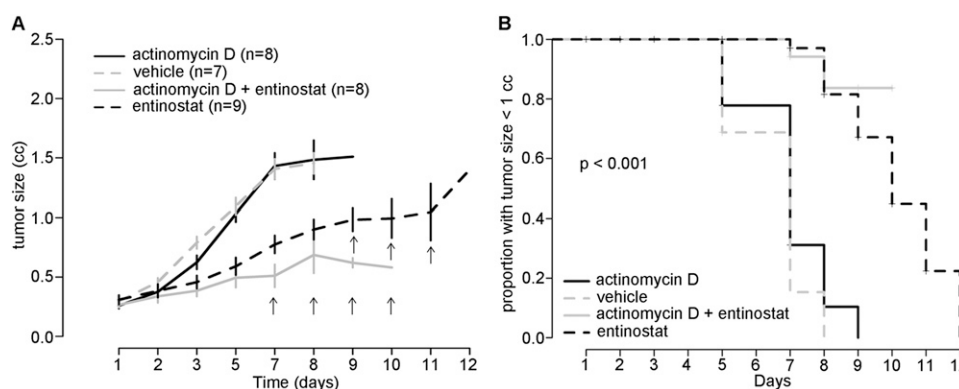 A
2.5
2.0
1.5
1.0
0.5
0.0
tumor size (cc)
actinomycin D (n=8)
vehicle (n=7)
actinomycin D + entinostat (n=8)
entinostat (n=9)
1 2 3 5 6 7 8 9 10 11 12
Time (days)
B
1.0
0.8
0.6
0.4
0.2
0.0
proportion with tumor size < 1 cc
p < 0.001
actinomycin D
vehicle
actinomycin D + entinostat
entinostat
1 2 3 4 5 6 7 8 9 10 11
Days